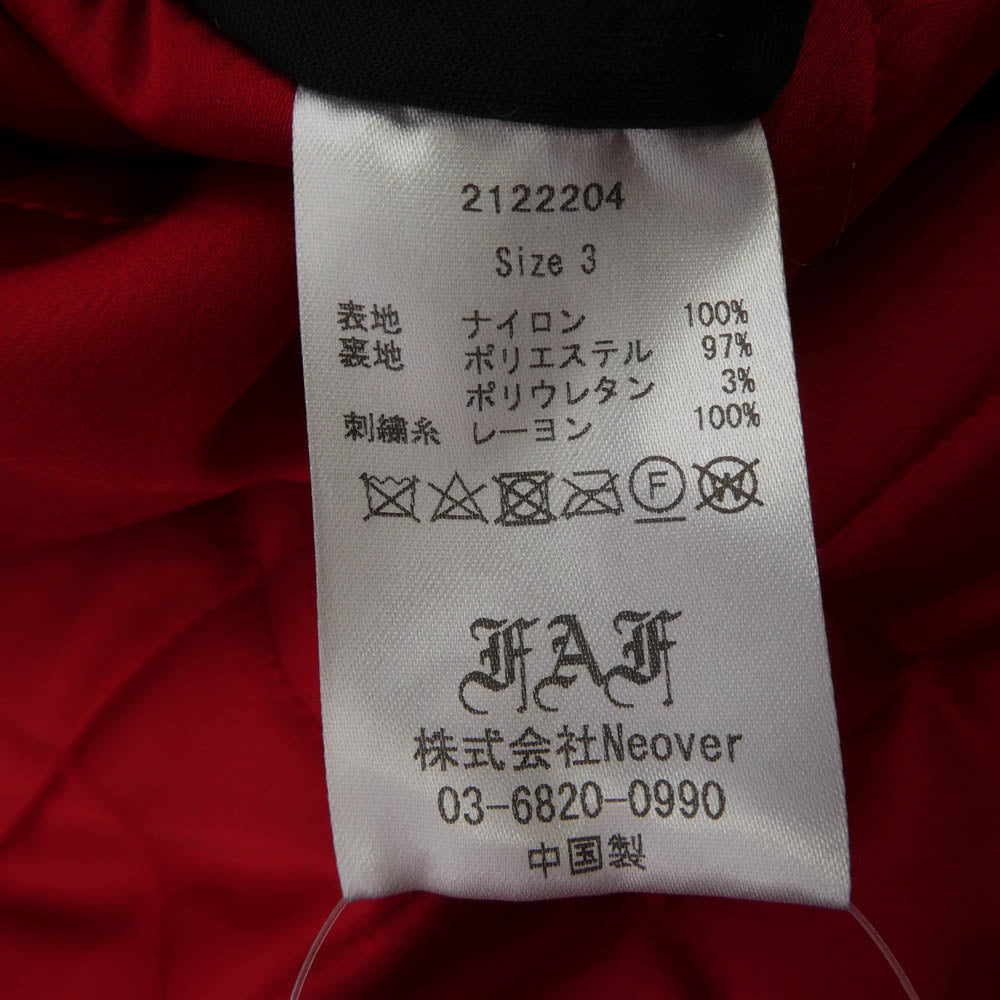 2122204
Size 3
表地 ナイロン 100%
裏地 ポリエステル 97%
ポリウレタン 3%
刺繍糸 レーヨン 100%
F W
FAF
株式会社Neover
03-6820-0990
中国製